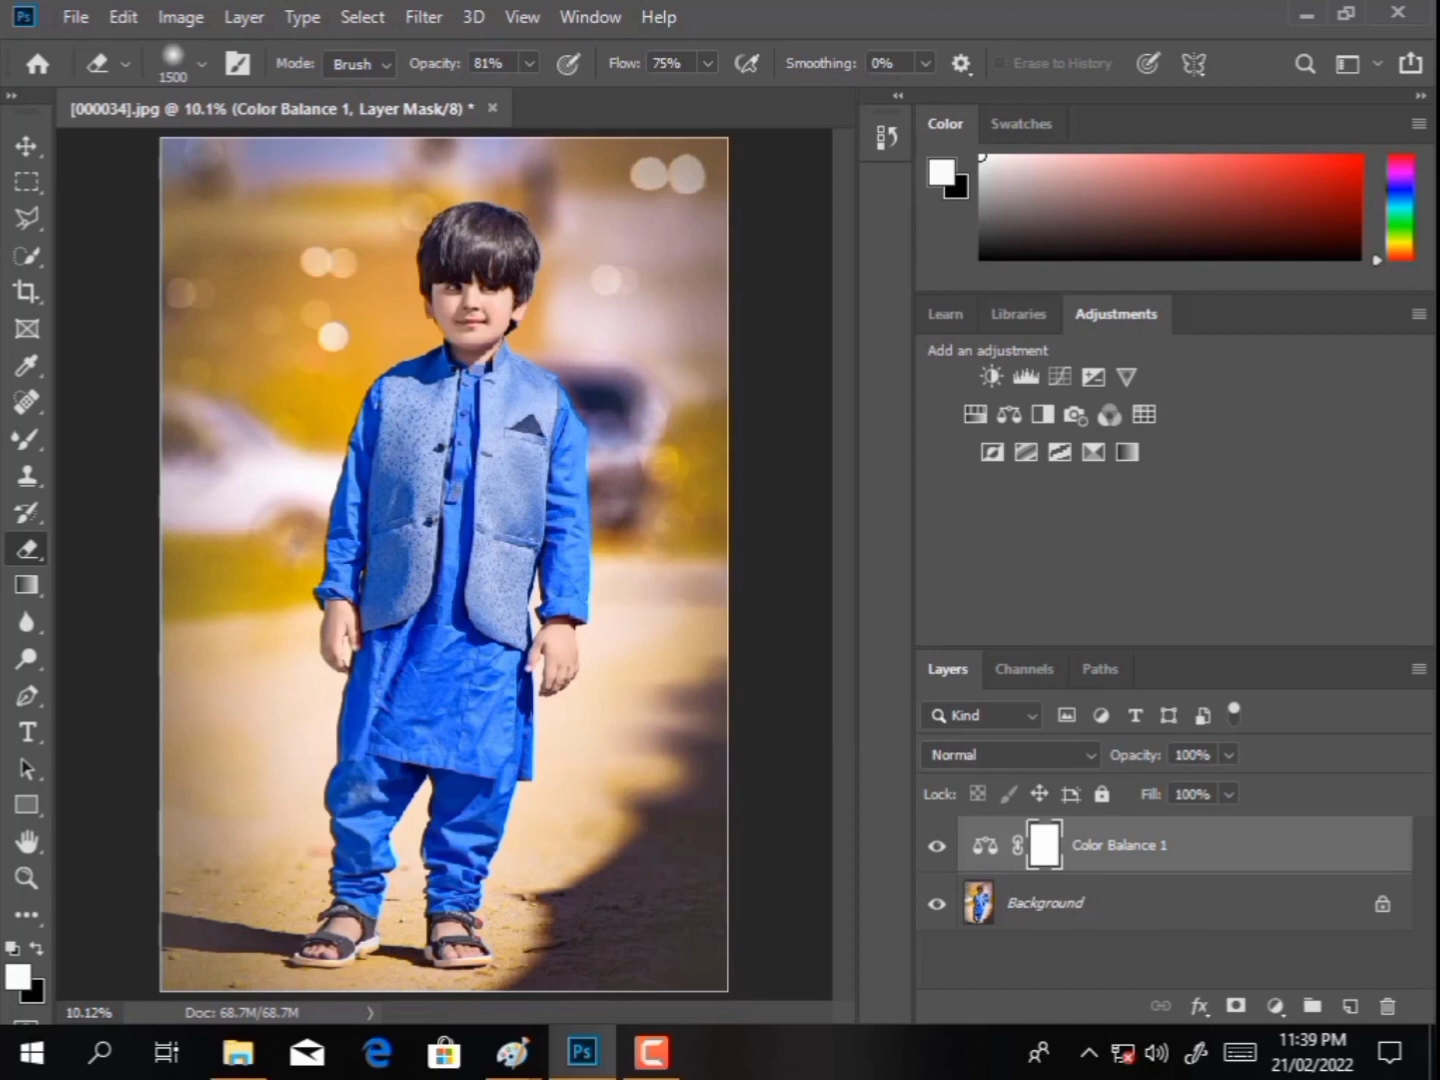 Ps File Edit Image Layer Type Select Filter 3D View Window Help
1500 Mode: Brush Opacity: 81% Flow: 75% Smoothing: 0% Erase to History
[000034].jpg @ 10.1% (Color Balance 1, Layer Mask/8) *
Color Swatches
Learn Libraries Adjustments
Add an adjustment
Layers Channels Paths
Kind
Normal Opacity: 100%
Lock: Fill: 100%
Color Balance 1
Background
fx
10.12% Doc: 68.7M/68.7M
Ps
11:39 PM
21/02/2022